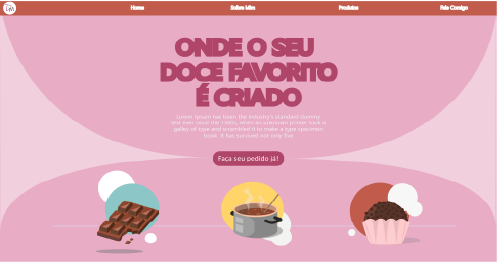 Home
Sobre Mim
Produtos
Fale Comigo
ONDE O SEU
DOCE FAVORITO
É CRIADO
Lorem Ipsum has been the industry's standard dummy
text ever since the 1500s, when an unknown printer took a
galley of type and scrambled it to make a type specimen
book. It has survived not only five
Faça seu pedido já!